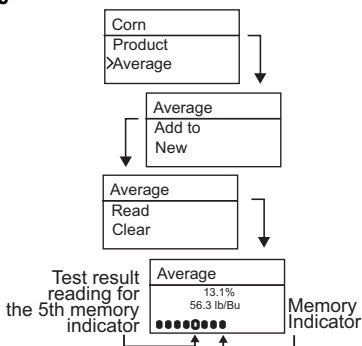 Corn
Product
>Average
Average
Add to
New
Average
Read
Clear
Test result
reading for
the 5th memory
indicator
Average
13.1%
56.3 lb/Bu
Memory
Indicator